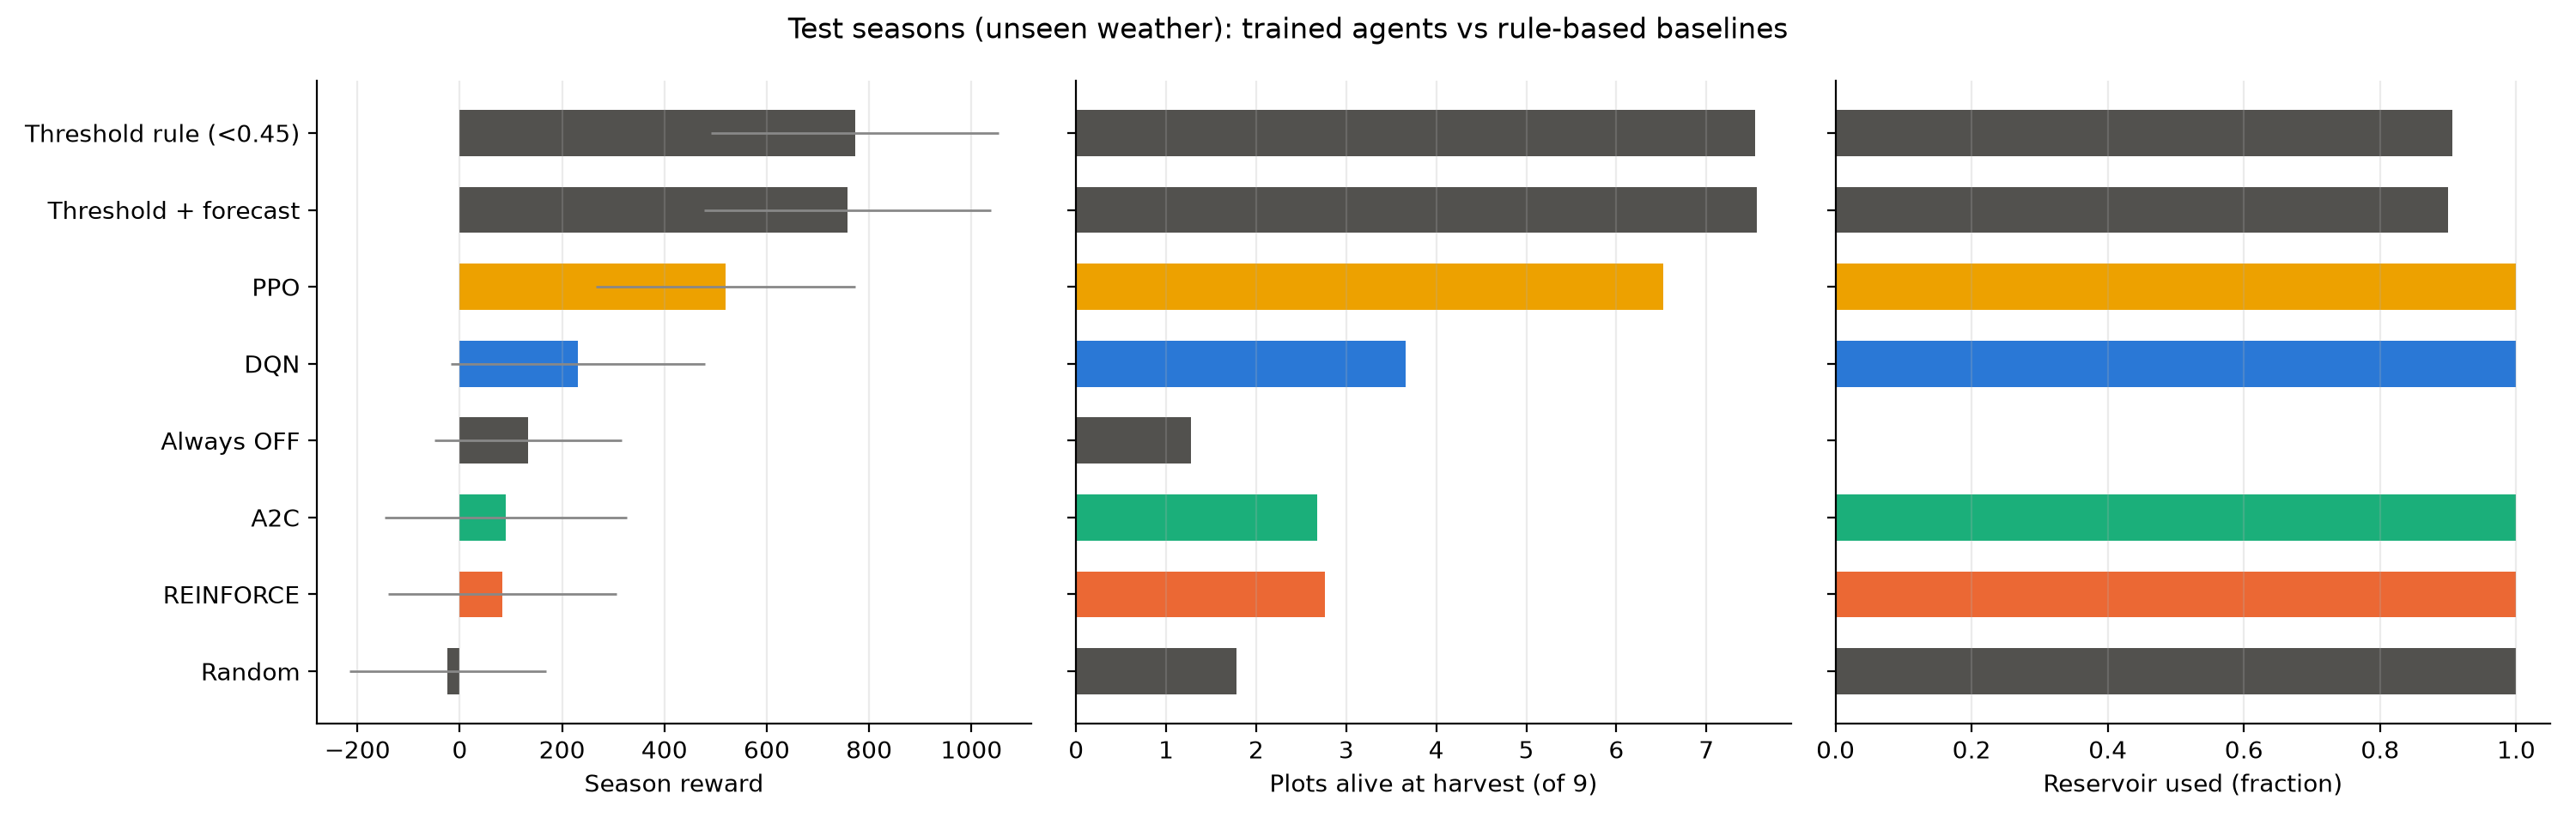 Test seasons (unseen weather): trained agents vs rule-based baselines
Threshold rule (<0.45)
Threshold + forecast
PPO
DQN
Always OFF
A2C
REINFORCE
Random
−200 0 200 400 600 800 1000
Season reward
0 1 2 3 4 5 6 7
Plots alive at harvest (of 9)
0.0 0.2 0.4 0.6 0.8 1.0
Reservoir used (fraction)